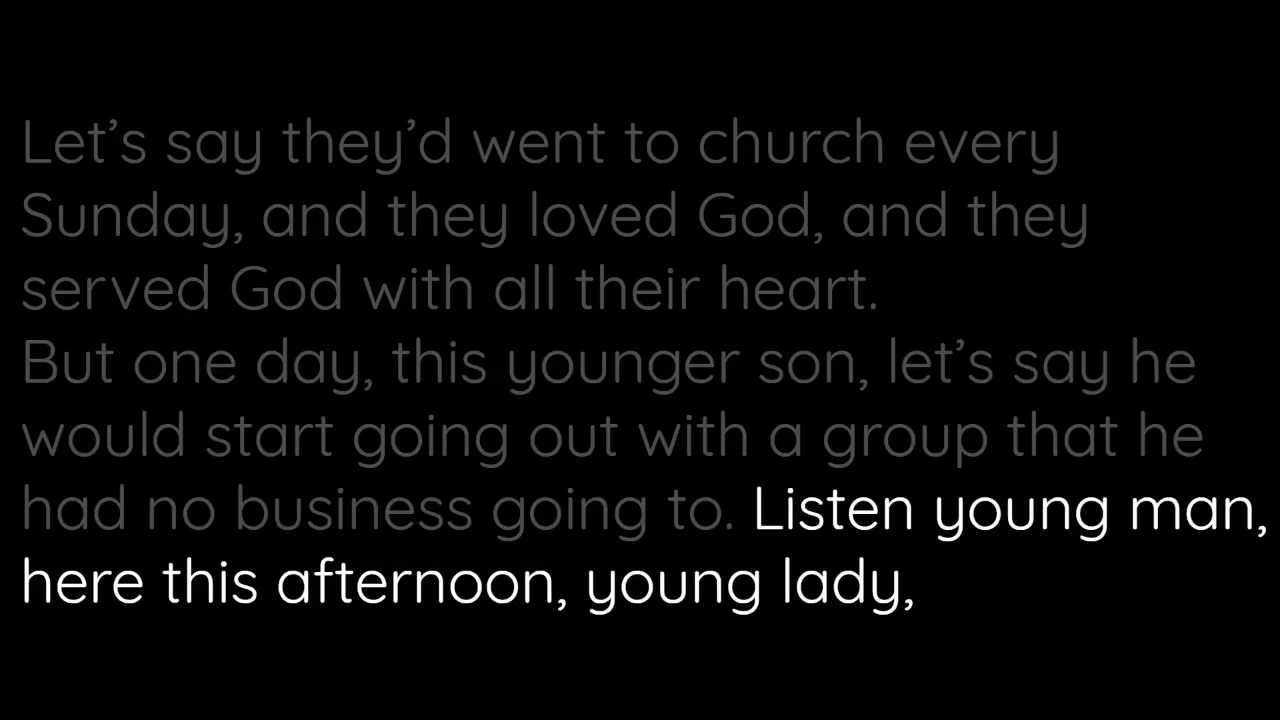 Let’s say they’d went to church every
Sunday, and they loved God, and they
served God with all their heart.
But one day, this younger son, let’s say he
would start going out with a group that he
had no business going to. Listen young man,
here this afternoon, young lady,